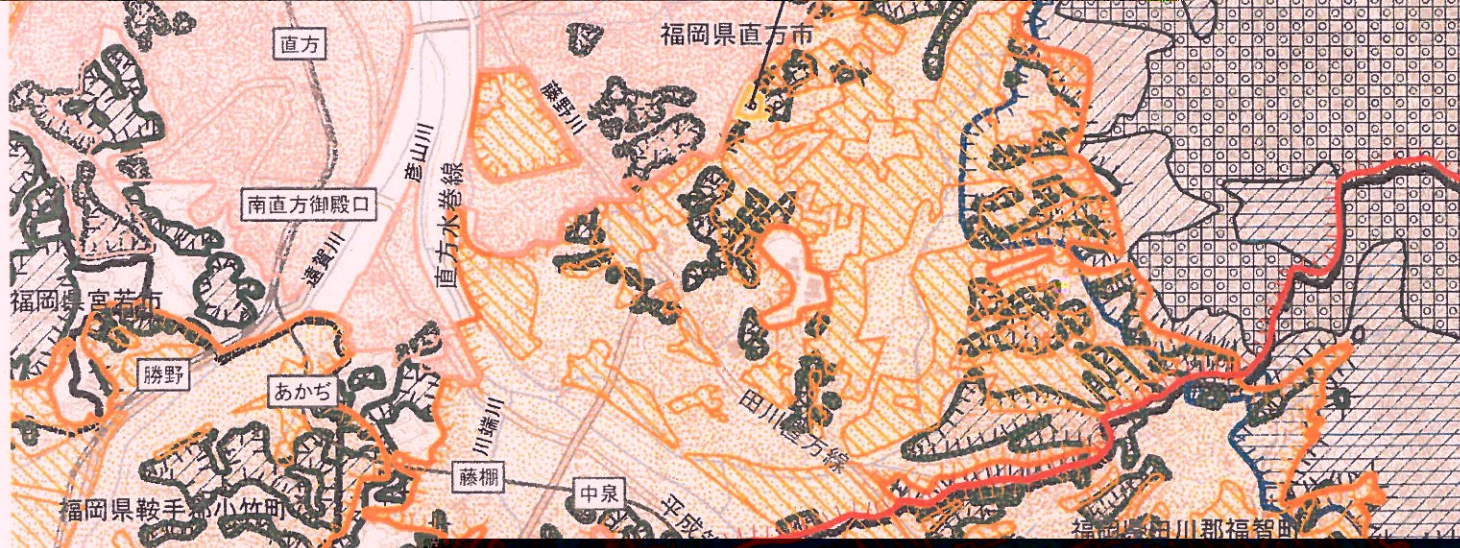 直方
福岡県直方市
藤野川
彦山川
直方水巻線
南直方御殿口
遠賀川
福岡県宮若市
勝野
あかぢ
川端川
田川直方線
藤棚
中泉
平成筑
福岡県鞍手郡小竹町
福岡県田川郡福智町